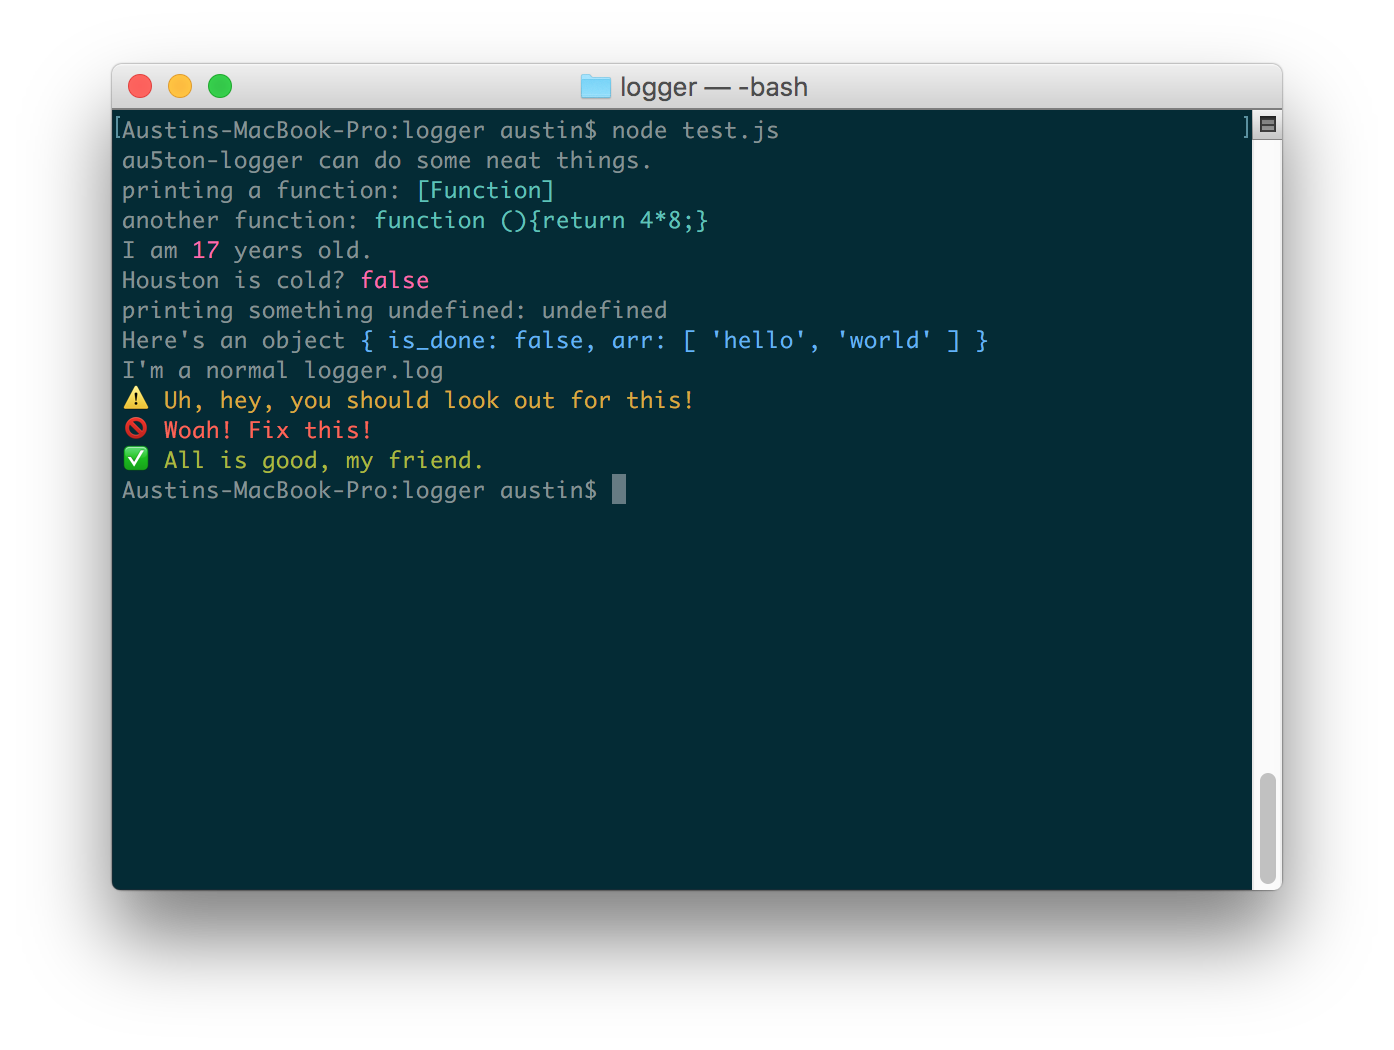 logger — -bash
[Austins-MacBook-Pro:logger austin$ node test.js ]
au5ton-logger can do some neat things.
printing a function: [Function]
another function: function (){return 4*8;}
I am 17 years old.
Houston is cold? false
printing something undefined: undefined
Here's an object { is_done: false, arr: [ 'hello', 'world' ] }
I'm a normal logger.log
⚠️ Uh, hey, you should look out for this!
🚫 Woah! Fix this!
✅ All is good, my friend.
Austins-MacBook-Pro:logger austin$